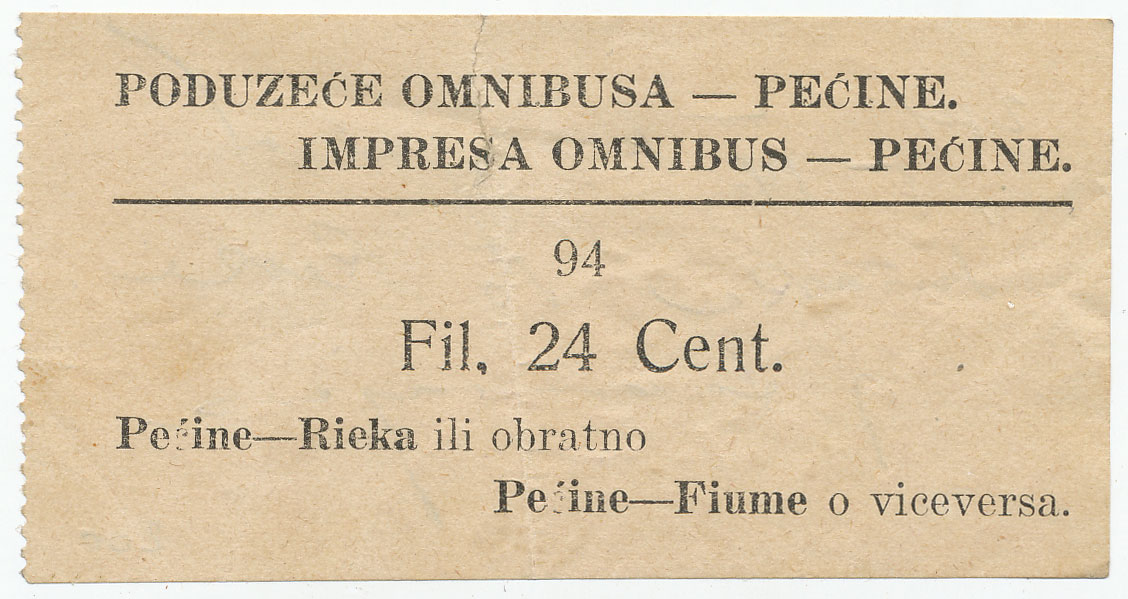 PODUZEĆE OMNIBUSA — PEĆINE.
IMPRESA OMNIBUS — PEĆINE.
94
Fil. 24 Cent.
Pećine—Rieka ili obratno
Pećine—Fiume o viceversa.